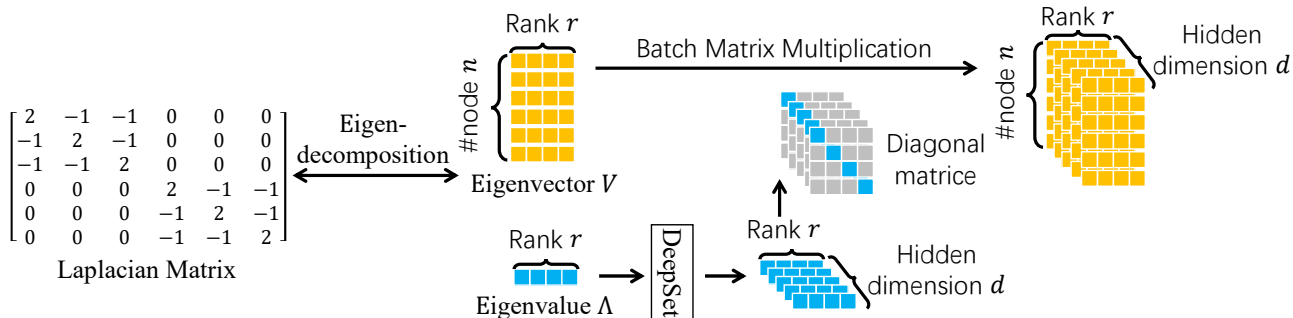 Rank r
Batch Matrix Multiplication
Rank r
Hidden
dimension d
#node n
#node n
2 −1 −1 0 0 0
−1 2 −1 0 0 0
−1 −1 2 0 0 0
0 0 0 2 −1 −1
0 0 0 −1 2 −1
0 0 0 −1 −1 2
Laplacian Matrix
Eigen-
decomposition
Eigenvector V
Diagonal
matrice
Rank r
Eigenvalue Λ
DeepSet
Rank r
Hidden
dimension d